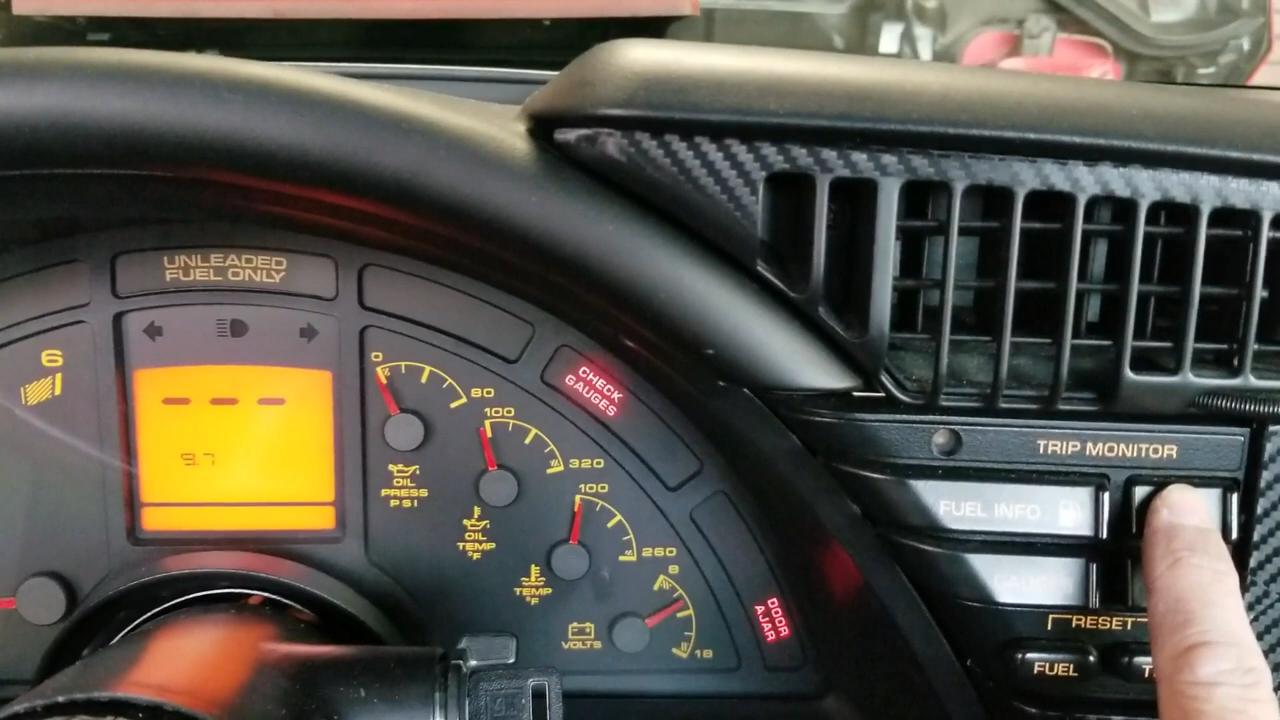 UNLEADED
FUEL ONLY
6
- - -
9.7
0
80
OIL
PRESS
PSI
100
320
OIL
TEMP
°F
100
260
TEMP
°F
8
18
VOLTS
CHECK
GAUGES
DOOR
AJAR
TRIP MONITOR
FUEL INFO
RESET
FUEL